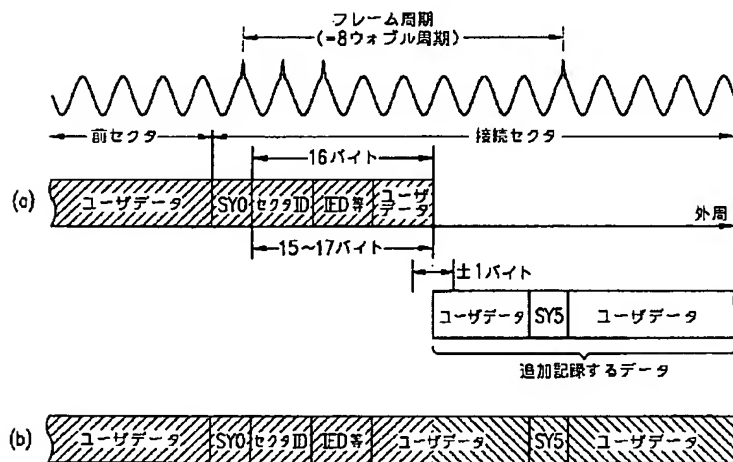 フレーム周期
(=8ウォブル周期)
前セクタ
接続セクタ
16バイト
(a)
ユーザデータ
SY0
セクタID
IED等
ユーザ
データ
外周
15~17バイト
±1バイト
ユーザデータ
SY5
ユーザデータ
追加記録するデータ
(b)
ユーザデータ
SY0
セクタID
IED等
ユーザデータ
SY5
ユーザデータ